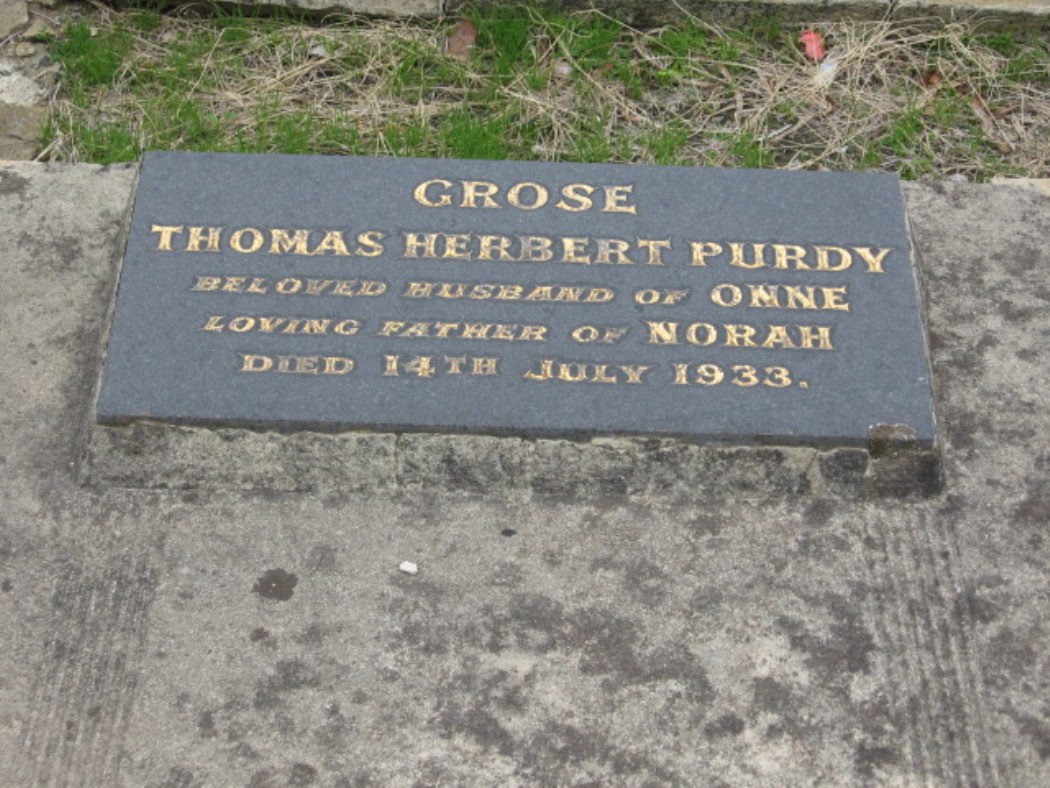 GROSE
THOMAS HERBERT PURDY
BELOVED HUSBAND OF ONNE
LOVING FATHER OF NORAH
DIED 14TH JULY 1933.